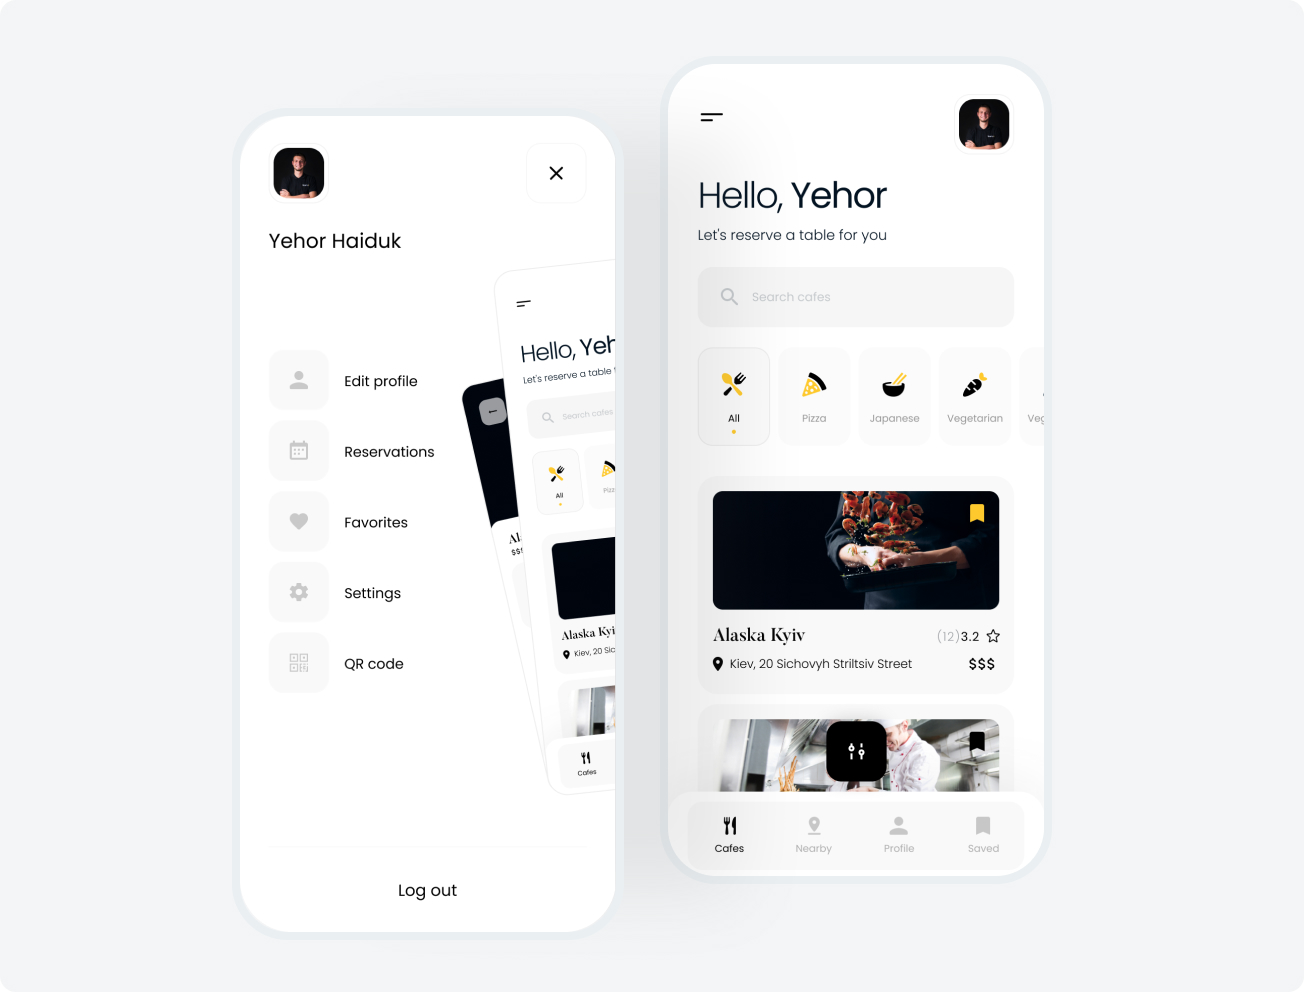 Yehor Haiduk
Edit profile
Reservations
Favorites
Settings
QR code
Log out
Hello, Yeh
Let's reserve a table
Search cafes
All
Pizz
Al
$$$
Alaska Kyi
Kiev, 20 Sic
Cafes
Hello, Yehor
Let's reserve a table for you
Search cafes
All
Pizza
Japanese
Vegetarian
Veg
Alaska Kyiv
(12)3.2
Kiev, 20 Sichovyh Striltsiv Street
$$$
Cafes
Nearby
Profile
Saved